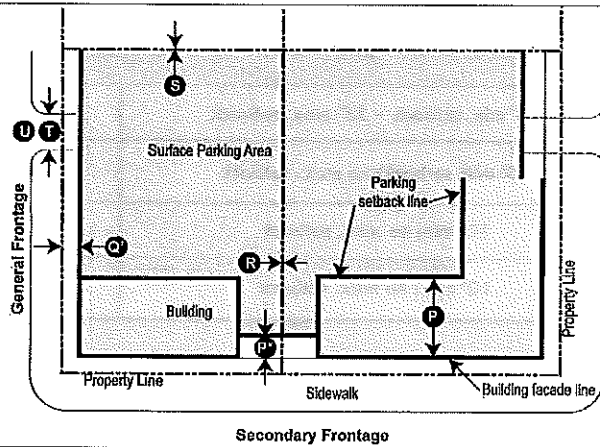 S
U T
Surface Parking Area
Parking
setback line
General Frontage
Q'
R
Building
P
P'
Property Line
Property Line
Sidewalk
Building facade line
Secondary Frontage